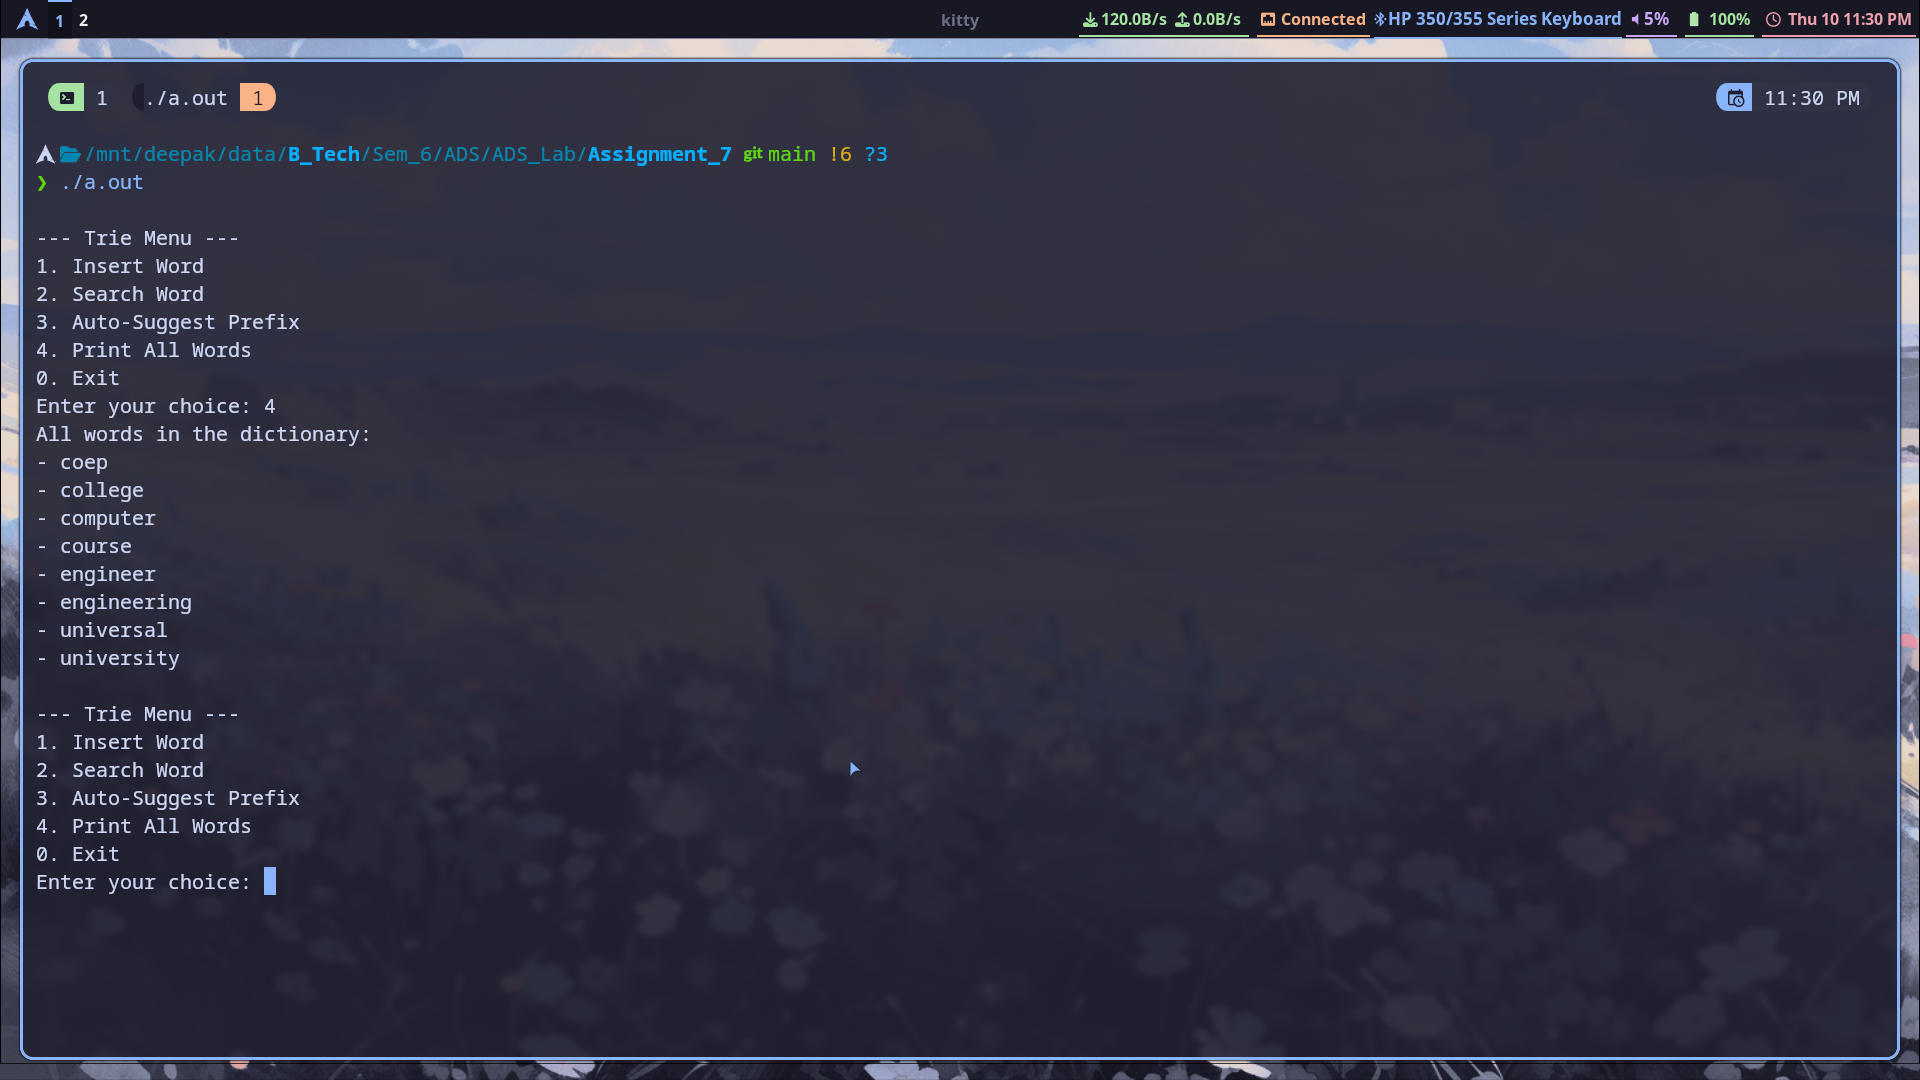 1 2 kitty 120.0B/s 0.0B/s Connected HP 350/355 Series Keyboard 5% 100% Thu 10 11:30 PM
1 ./a.out 1 11:30 PM
/mnt/deepak/data/B_Tech/Sem_6/ADS/ADS_Lab/Assignment_7 git main !6 ?3
❯ ./a.out
--- Trie Menu ---
1. Insert Word
2. Search Word
3. Auto-Suggest Prefix
4. Print All Words
0. Exit
Enter your choice: 4
All words in the dictionary:
- coep
- college
- computer
- course
- engineer
- engineering
- universal
- university
--- Trie Menu ---
1. Insert Word
2. Search Word
3. Auto-Suggest Prefix
4. Print All Words
0. Exit
Enter your choice: